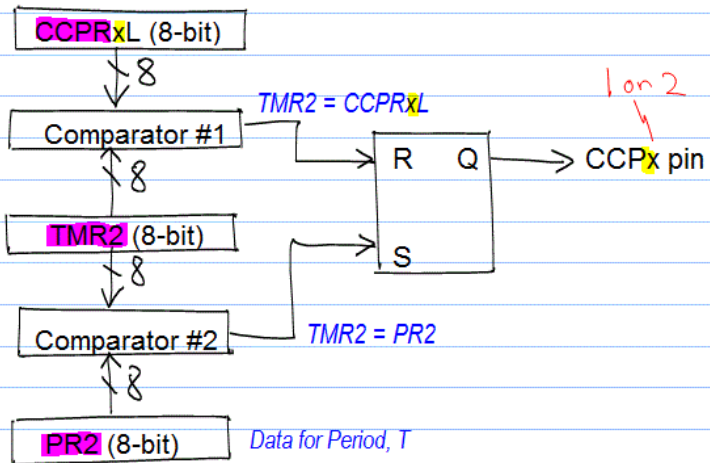 CCPRxL (8-bit)
8
1 on 2
TMR2 = CCPRxL
Comparator #1
R Q
CCPx pin
8
TMR2 (8-bit)
S
8
Comparator #2
TMR2 = PR2
8
PR2 (8-bit)
Data for Period, T